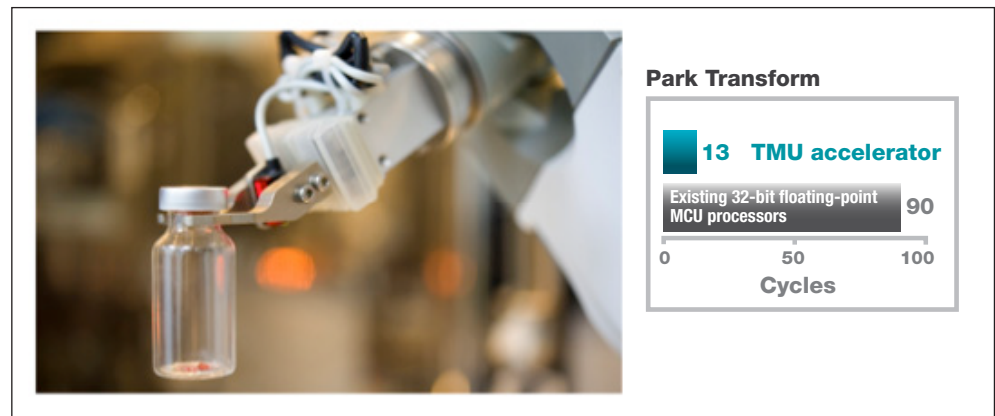 Park Transform
13 TMU accelerator
Existing 32-bit floating-point
MCU processors
90
0 50 100
Cycles